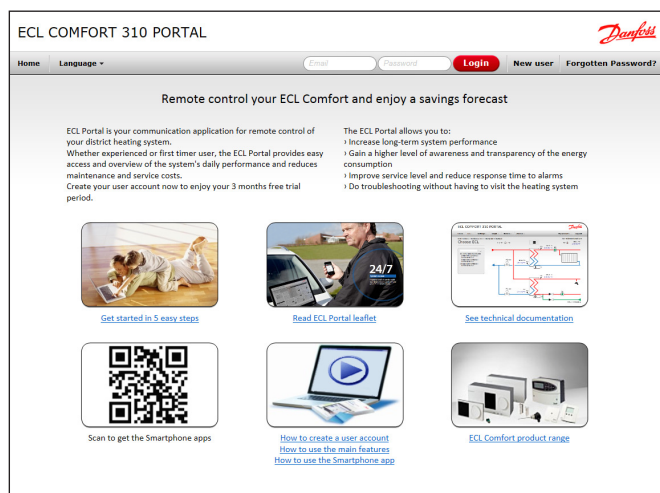 ECL COMFORT 310 PORTAL
Danfoss
Home Language Email Password Login New user Forgotten Password?
Remote control your ECL Comfort and enjoy a savings forecast
ECL Portal is your communication application for remote control of
your district heating system.
Whether experienced or first timer user, the ECL Portal provides easy
access and overview of the system's daily performance and reduces
maintenance and service costs.
Create your user account now to enjoy your 3 months free trial
period.
The ECL Portal allows you to:
› Increase long-term system performance
› Gain a higher level of awareness and transparency of the energy
consumption
› Improve service level and reduce response time to alarms
› Do troubleshooting without having to visit the heating system
24/7
ECL COMFORT 310 PORTAL
Danfoss
Get started in 5 easy steps
Read ECL Portal leaflet
See technical documentation
Scan to get the Smartphone apps
How to create a user account
How to use the main features
How to use the Smartphone app
ECL Comfort product range